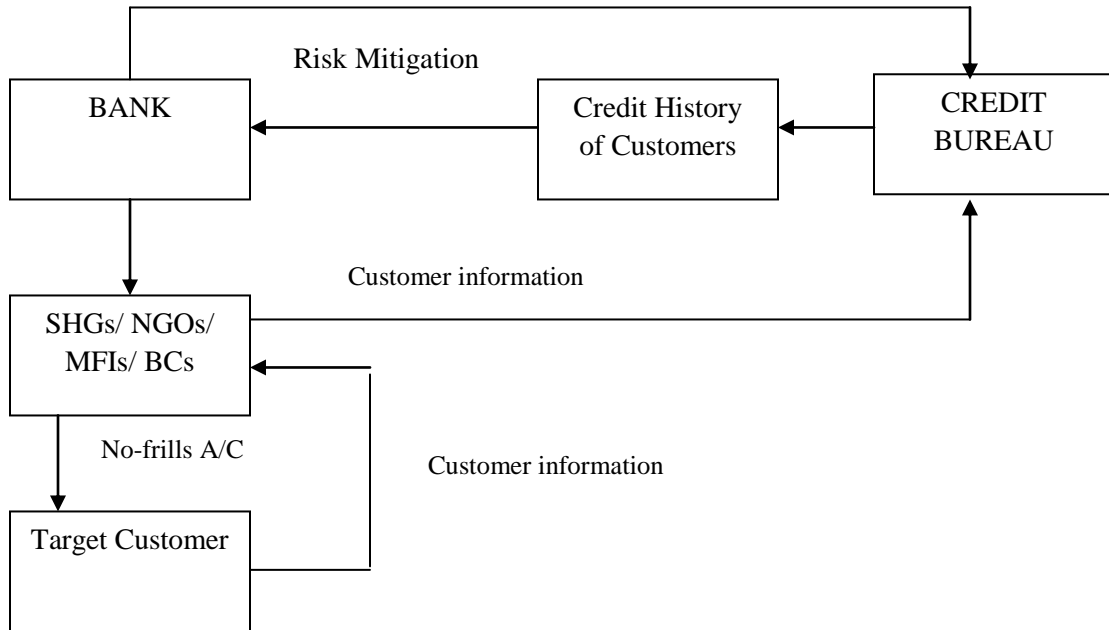 Risk Mitigation
BANK
Credit History
of Customers
CREDIT
BUREAU
Customer information
SHGs/ NGOs/
MFIs/ BCs
No-frills A/C
Customer information
Target Customer